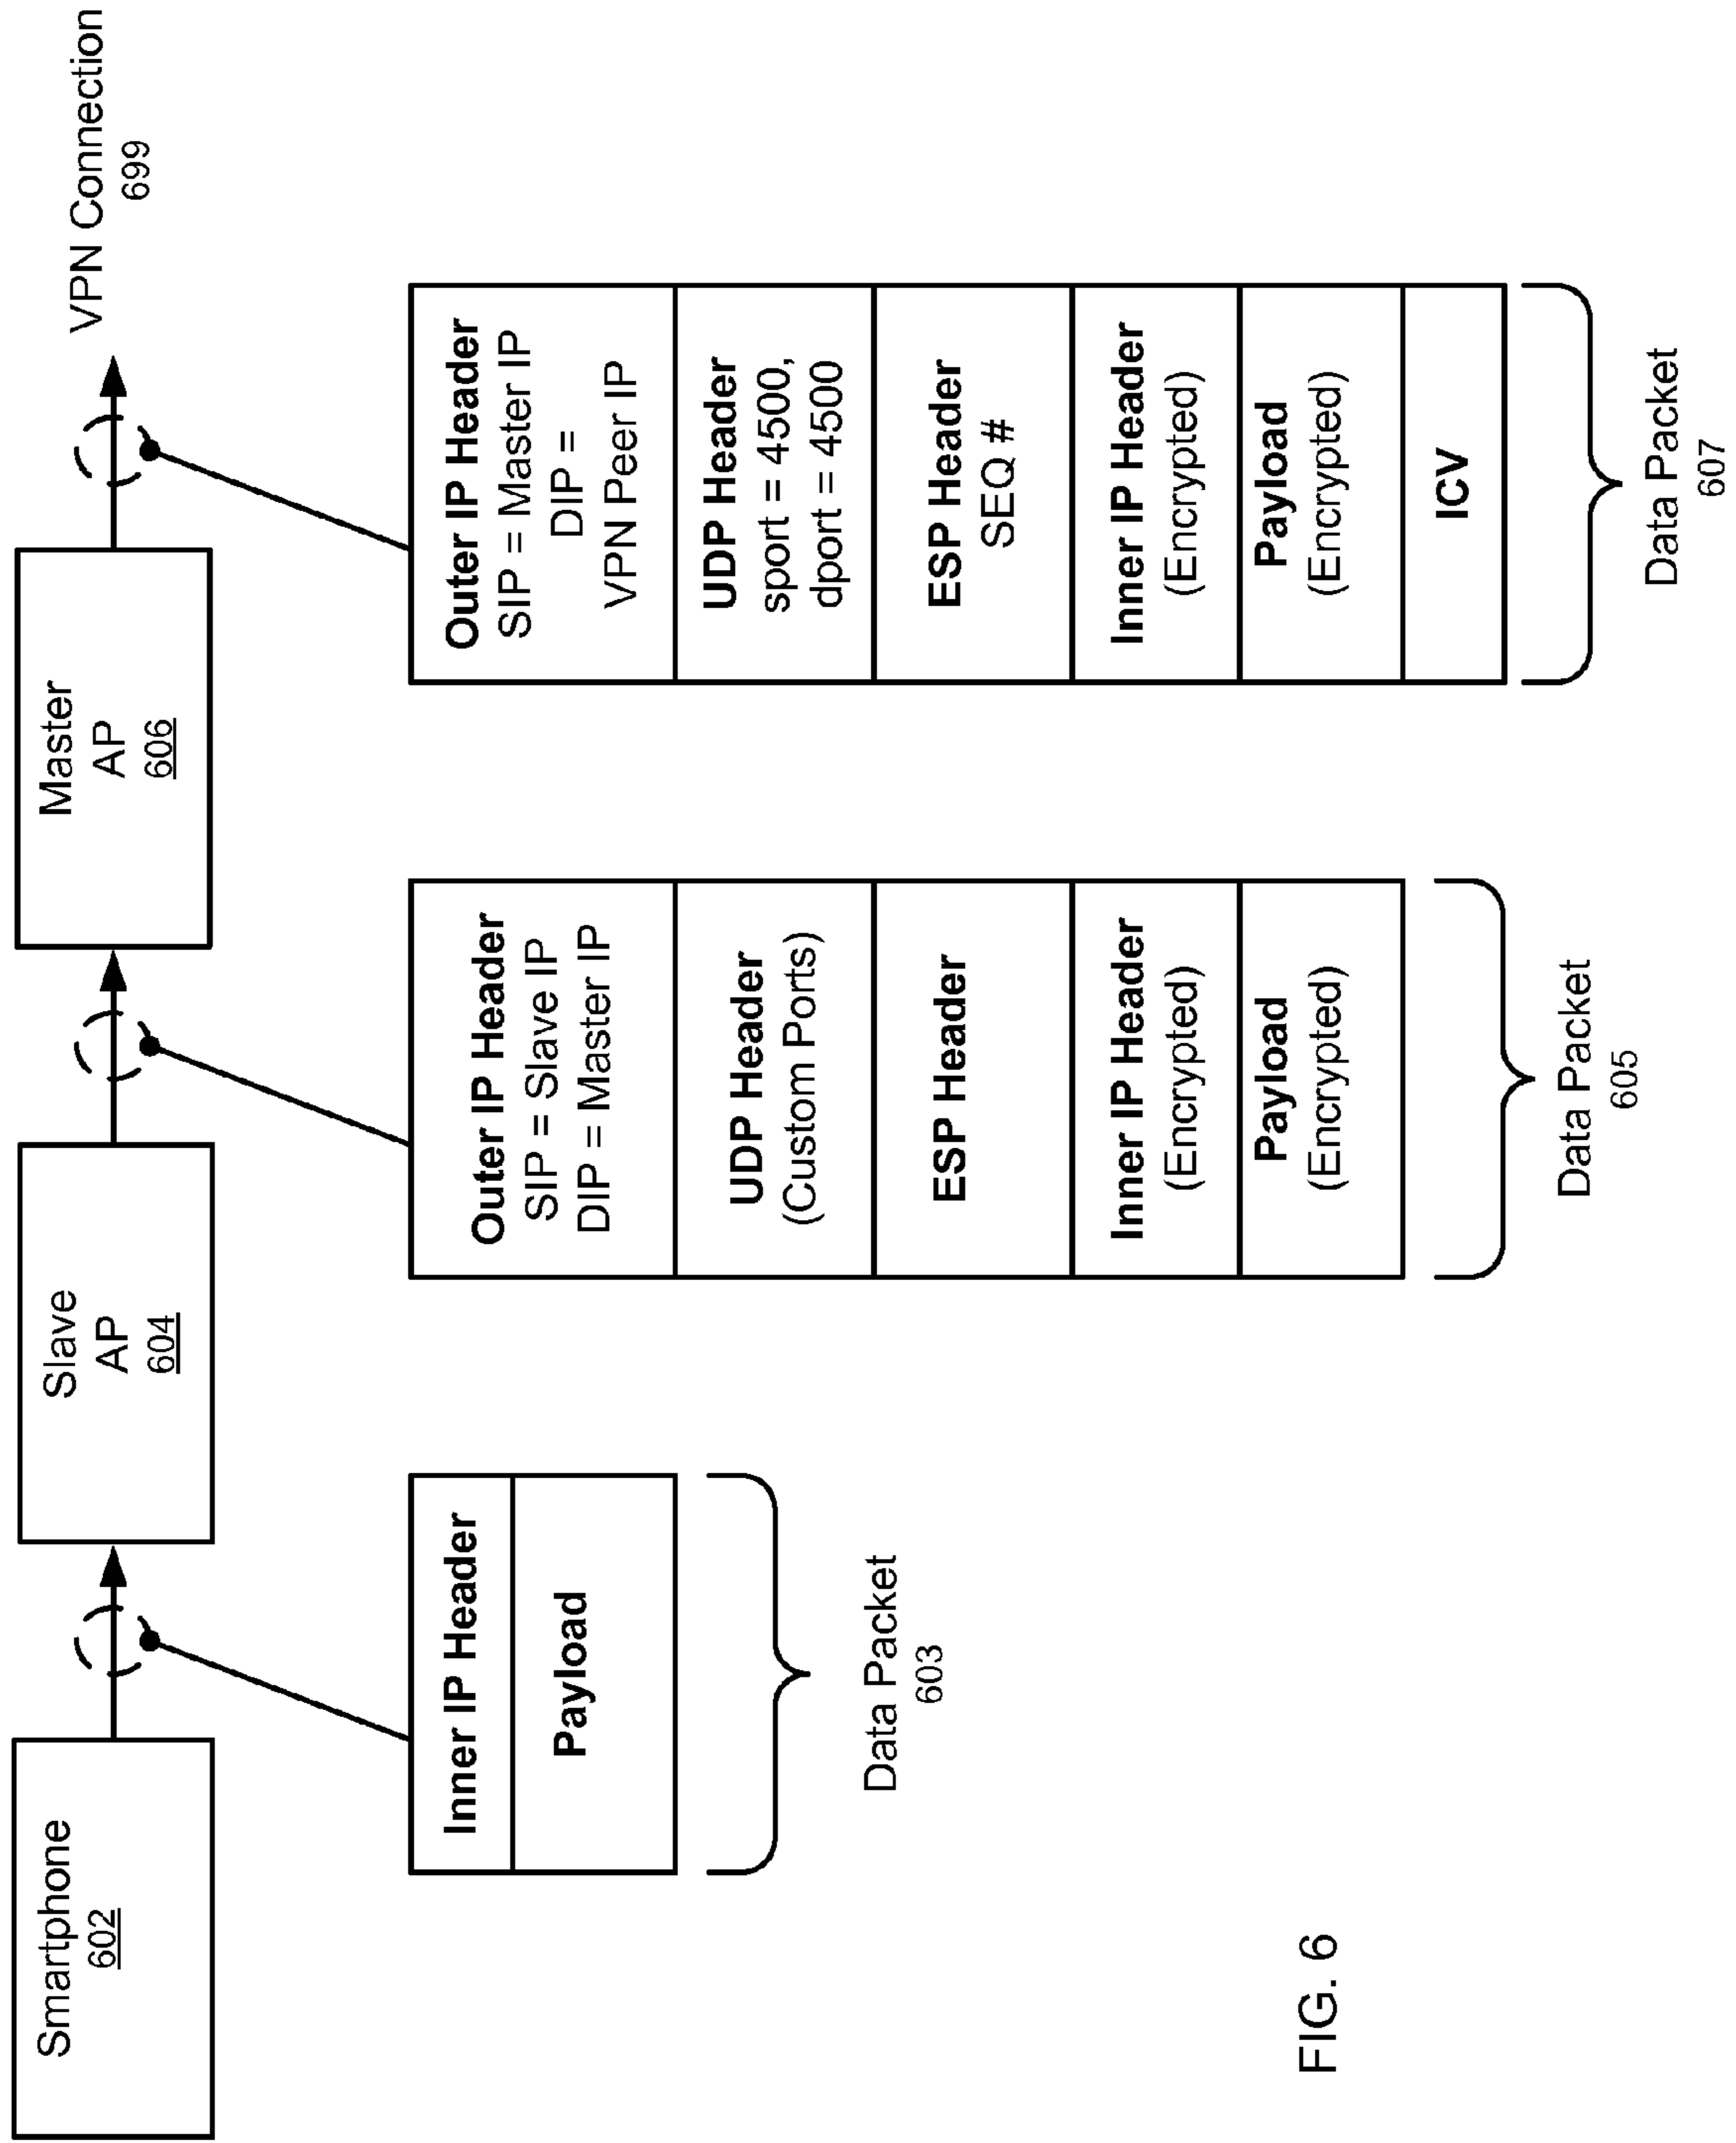 Smartphone
602
Slave
AP
604
Master
AP
606
VPN Connection
699
Inner IP Header
Payload
Data Packet
603
Outer IP Header
SIP = Slave IP
DIP = Master IP
UDP Header
(Custom Ports)
ESP Header
Inner IP Header
(Encrypted)
Payload
(Encrypted)
Data Packet
605
Outer IP Header
SIP = Master IP
DIP =
VPN Peer IP
UDP Header
sport = 4500,
dport = 4500
ESP Header
SEQ #
Inner IP Header
(Encrypted)
Payload
(Encrypted)
ICV
Data Packet
607
FIG. 6